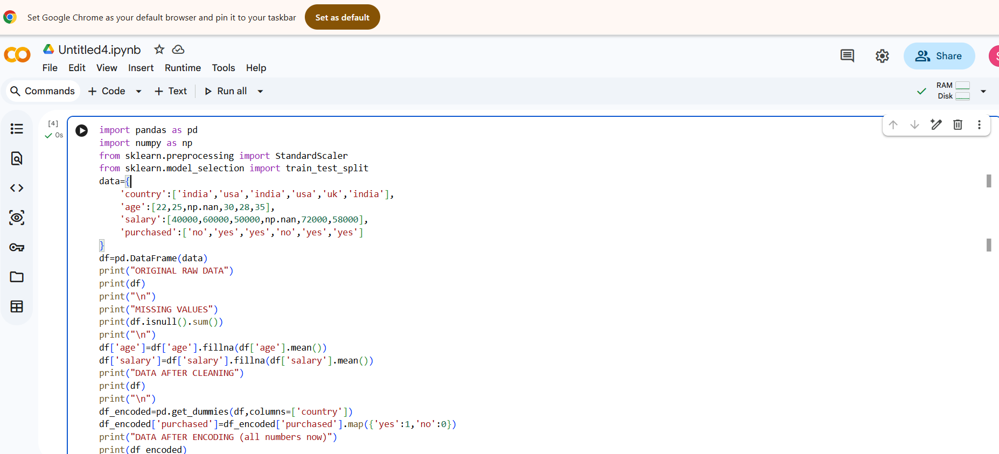 Set Google Chrome as your default browser and pin it to your taskbar
Set as default
Untitled4.ipynb
File Edit View Insert Runtime Tools Help
Share
S
Commands + Code + Text Run all
RAM
Disk
[4]
0s
import pandas as pd
import numpy as np
from sklearn.preprocessing import StandardScaler
from sklearn.model_selection import train_test_split
data={
    'country':['india','usa','india','usa','uk','india'],
    'age':[22,25,np.nan,30,28,35],
    'salary':[40000,60000,50000,np.nan,72000,58000],
    'purchased':['no','yes','yes','no','yes','yes']
}
df=pd.DataFrame(data)
print("ORIGINAL RAW DATA")
print(df)
print("\n")
print("MISSING VALUES")
print(df.isnull().sum())
print("\n")
df['age']=df['age'].fillna(df['age'].mean())
df['salary']=df['salary'].fillna(df['salary'].mean())
print("DATA AFTER CLEANING")
print(df)
print("\n")
df_encoded=pd.get_dummies(df,columns=['country'])
df_encoded['purchased']=df_encoded['purchased'].map({'yes':1,'no':0})
print("DATA AFTER ENCODING (all numbers now)")
print(df_encoded)